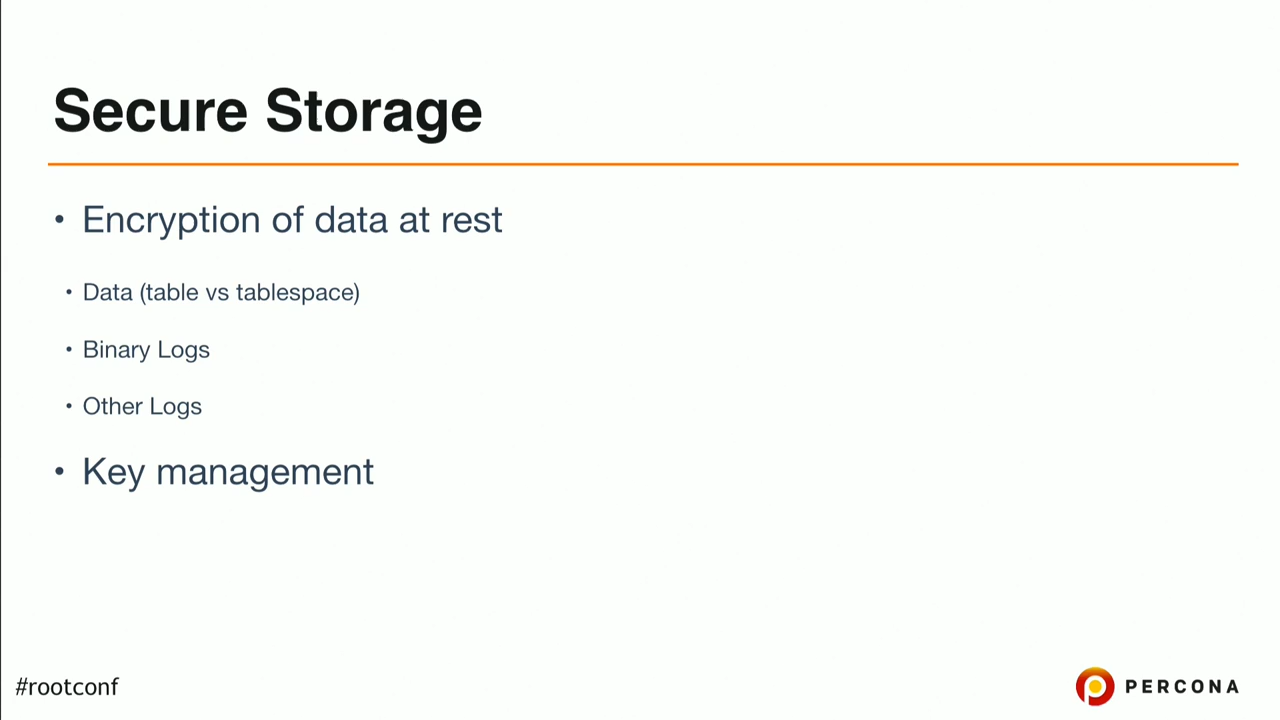 Secure Storage
• Encryption of data at rest
• Data (table vs tablespace)
• Binary Logs
• Other Logs
• Key management
#rootconf
PERCONA